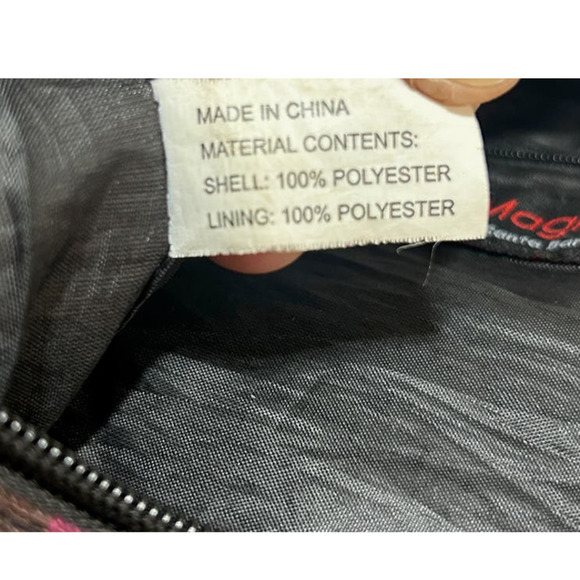 MADE IN CHINA
MATERIAL CONTENTS:
SHELL: 100% POLYESTER
LINING: 100% POLYESTER